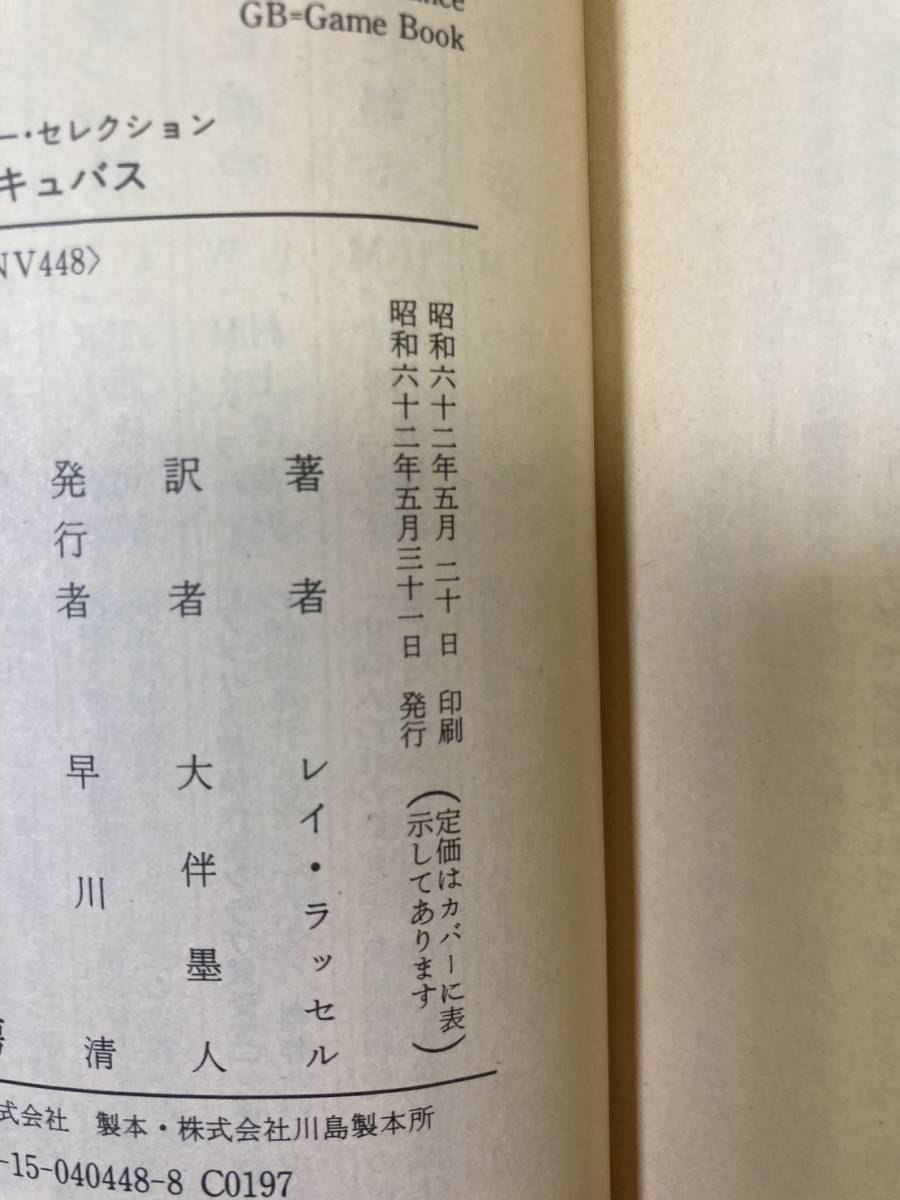 GB=Game Book
ー・セレクション
キュバス
NV448〉
昭和六十二年五月二十日 印刷
昭和六十二年五月三十一日 発行
（定価はカバーに表
示してあります）
著者 レイ・ラッセル
訳者 大伴墨人
発行者 早川 清
式会社 製本・株式会社川島製本所
-15-040448-8 C0197